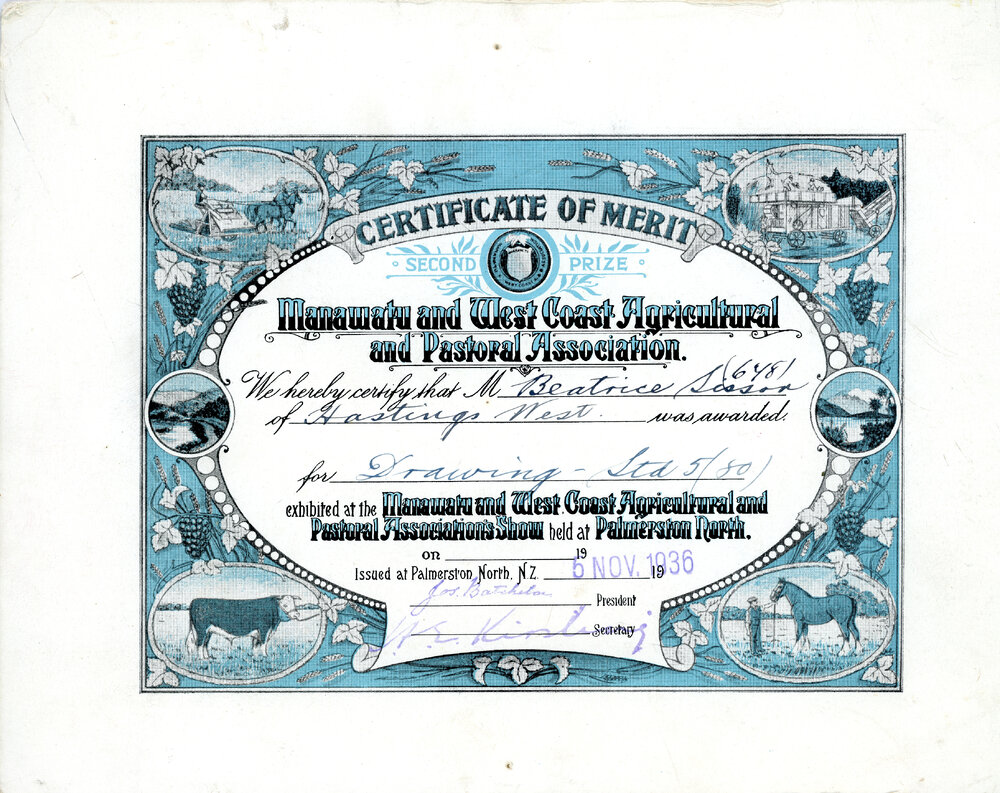 CERTIFICATE OF MERIT
SECOND PRIZE
Manawatu and West Coast Agricultural
and Pastoral Association.
(648)
We hereby certify that M Beatrice Sisson
of Hastings West. was awarded.
for Drawing - Std 5 (80)
exhibited at the Manawatu and West Coast Agricultural and
Pastoral Association's Show held at Palmerston North.
on 19
Issued at Palmerston North, N.Z. 5 NOV. 1936 19
Jos. Batchelor President
Secretary